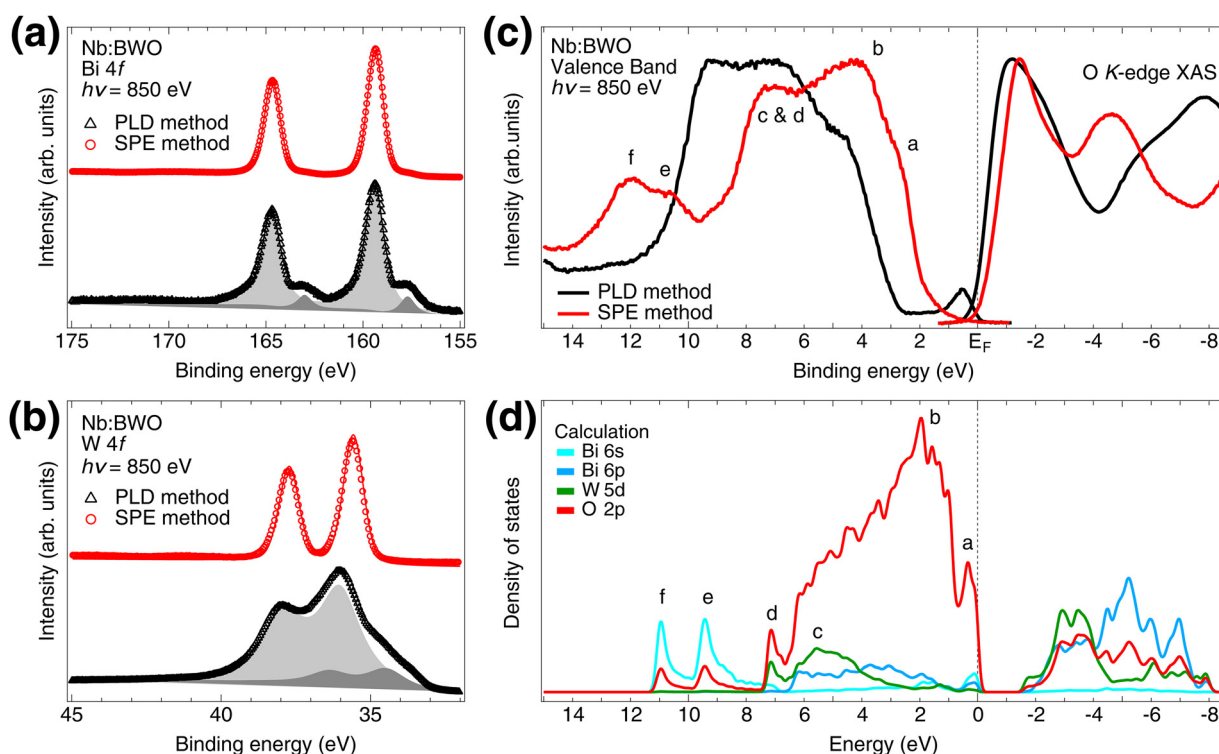 (a)
Nb:BWO
Bi 4f
hν = 850 eV
PLD method
SPE method
Intensity (arb. units)
175 170 165 160 155
Binding energy (eV)
(b)
Nb:BWO
W 4f
hν = 850 eV
PLD method
SPE method
Intensity (arb. units)
45 40 35
Binding energy (eV)
(c)
Nb:BWO
Valence Band
hν = 850 eV
O K-edge XAS
b
c & d
a
f
e
PLD method
SPE method
Intensity (arb.units)
14 12 10 8 6 4 2 EF -2 -4 -6 -8
Binding energy (eV)
(d)
Calculation
Bi 6s
Bi 6p
W 5d
O 2p
b
a
f
e
d
c
Density of states
14 12 10 8 6 4 2 0 -2 -4 -6 -8
Energy (eV)